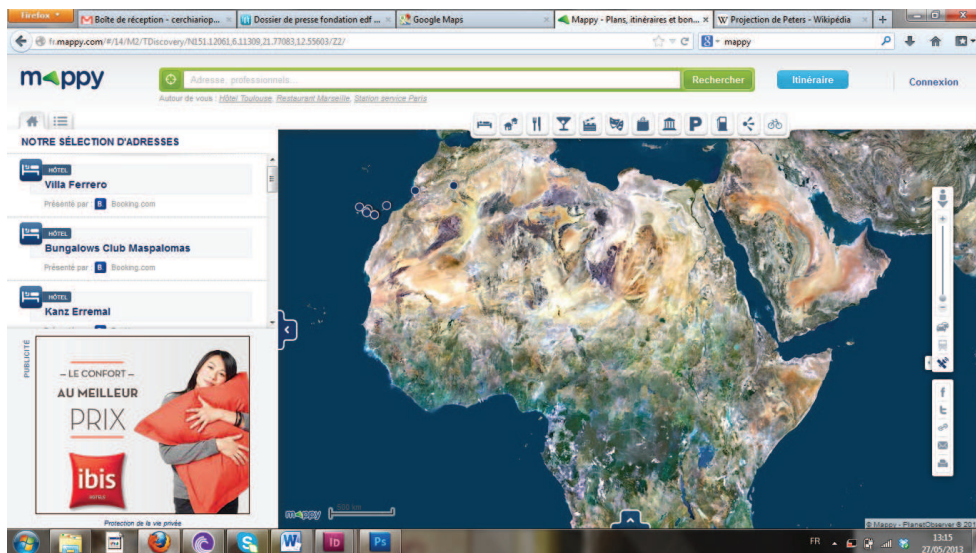 Firefox
Boîte de réception - cerchiariop...
Dossier de presse fondation edf ...
Google Maps
Mappy - Plans, itinéraires et bon...
Projection de Peters - Wikipédia
fr.mappy.com/#/14/M2/TDiscovery/N151.12061,6.11309,21.77083,12.55603/Z2/
mappy
mappy
Adresse, professionnels...
Rechercher
Itinéraire
Connexion
Autour de vous : Hôtel Toulouse, Restaurant Marseille, Station service Paris
NOTRE SÉLECTION D'ADRESSES
HÔTEL
Villa Ferrero
Présenté par B. Booking.com
HÔTEL
Bungalows Club Maspalomas
Présenté par B. Booking.com
HÔTEL
Kanz Erremal
PUBLICITÉ
– LE CONFORT –
AU MEILLEUR
PRIX
ibis
HOTELS
Protection de la vie privée
mappy
500 km
© Mappy - PlanetObserver ©
FR
13:15
27/05/2013